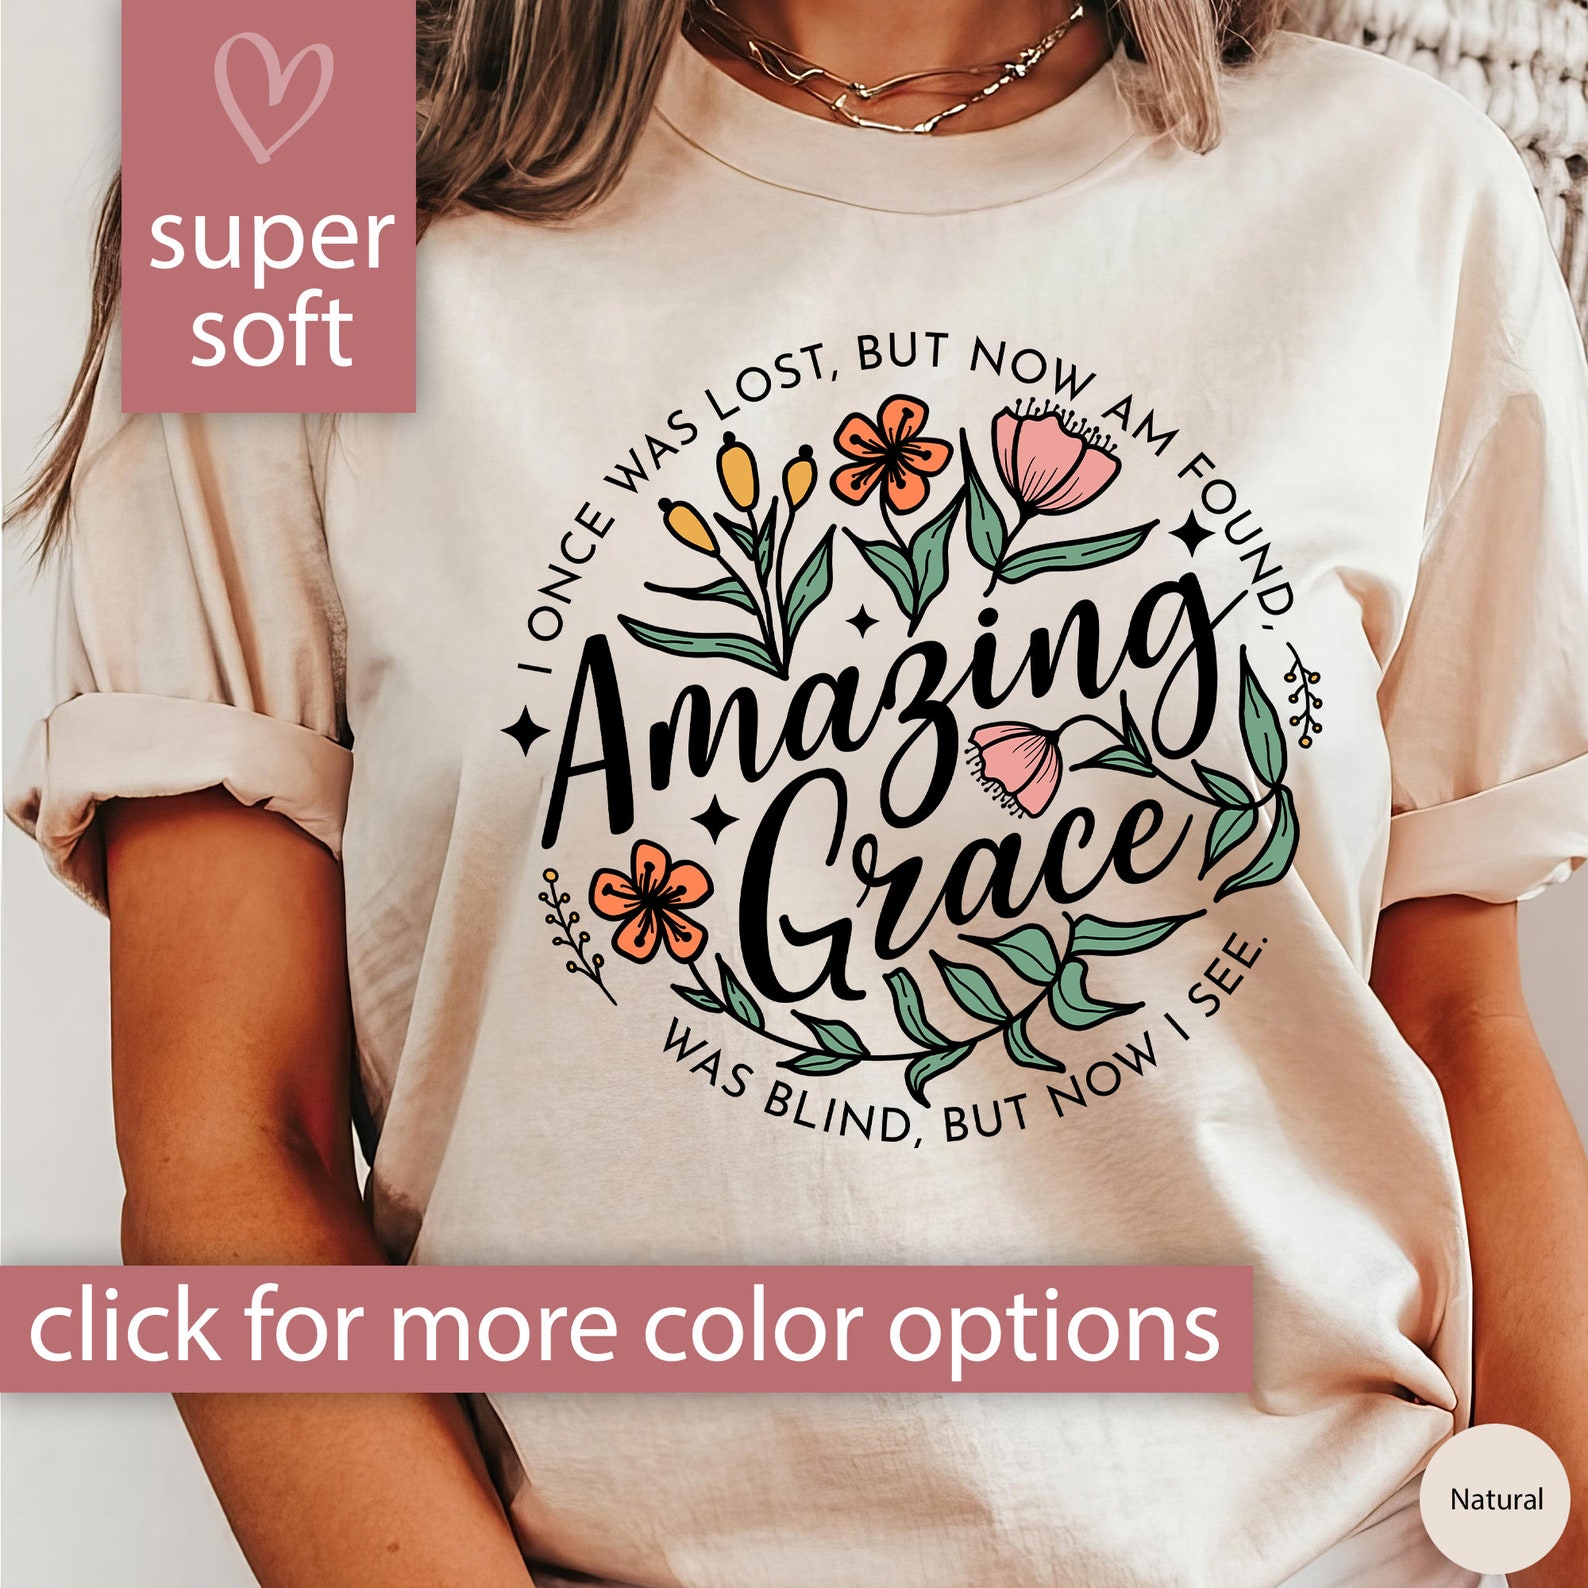 super
soft
I ONCE WAS LOST, BUT NOW AM FOUND,
Amazing
Grace
WAS BLIND, BUT NOW I SEE.
click for more color options
Natural